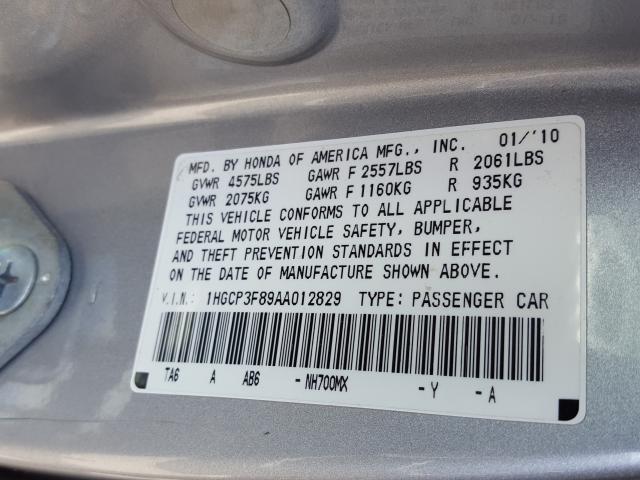 MFD. BY HONDA OF AMERICA MFG., INC. 01/'10
GVWR 4575LBS GAWR F 2557LBS R 2061LBS
GVWR 2075KG GAWR F 1160KG R 935KG
THIS VEHICLE CONFORMS TO ALL APPLICABLE
FEDERAL MOTOR VEHICLE SAFETY, BUMPER,
AND THEFT PREVENTION STANDARDS IN EFFECT
ON THE DATE OF MANUFACTURE SHOWN ABOVE.
V.I.N.: 1HGCP3F89AA012829 TYPE: PASSENGER CAR
TA6 A AB6 -NH700MX -Y -A